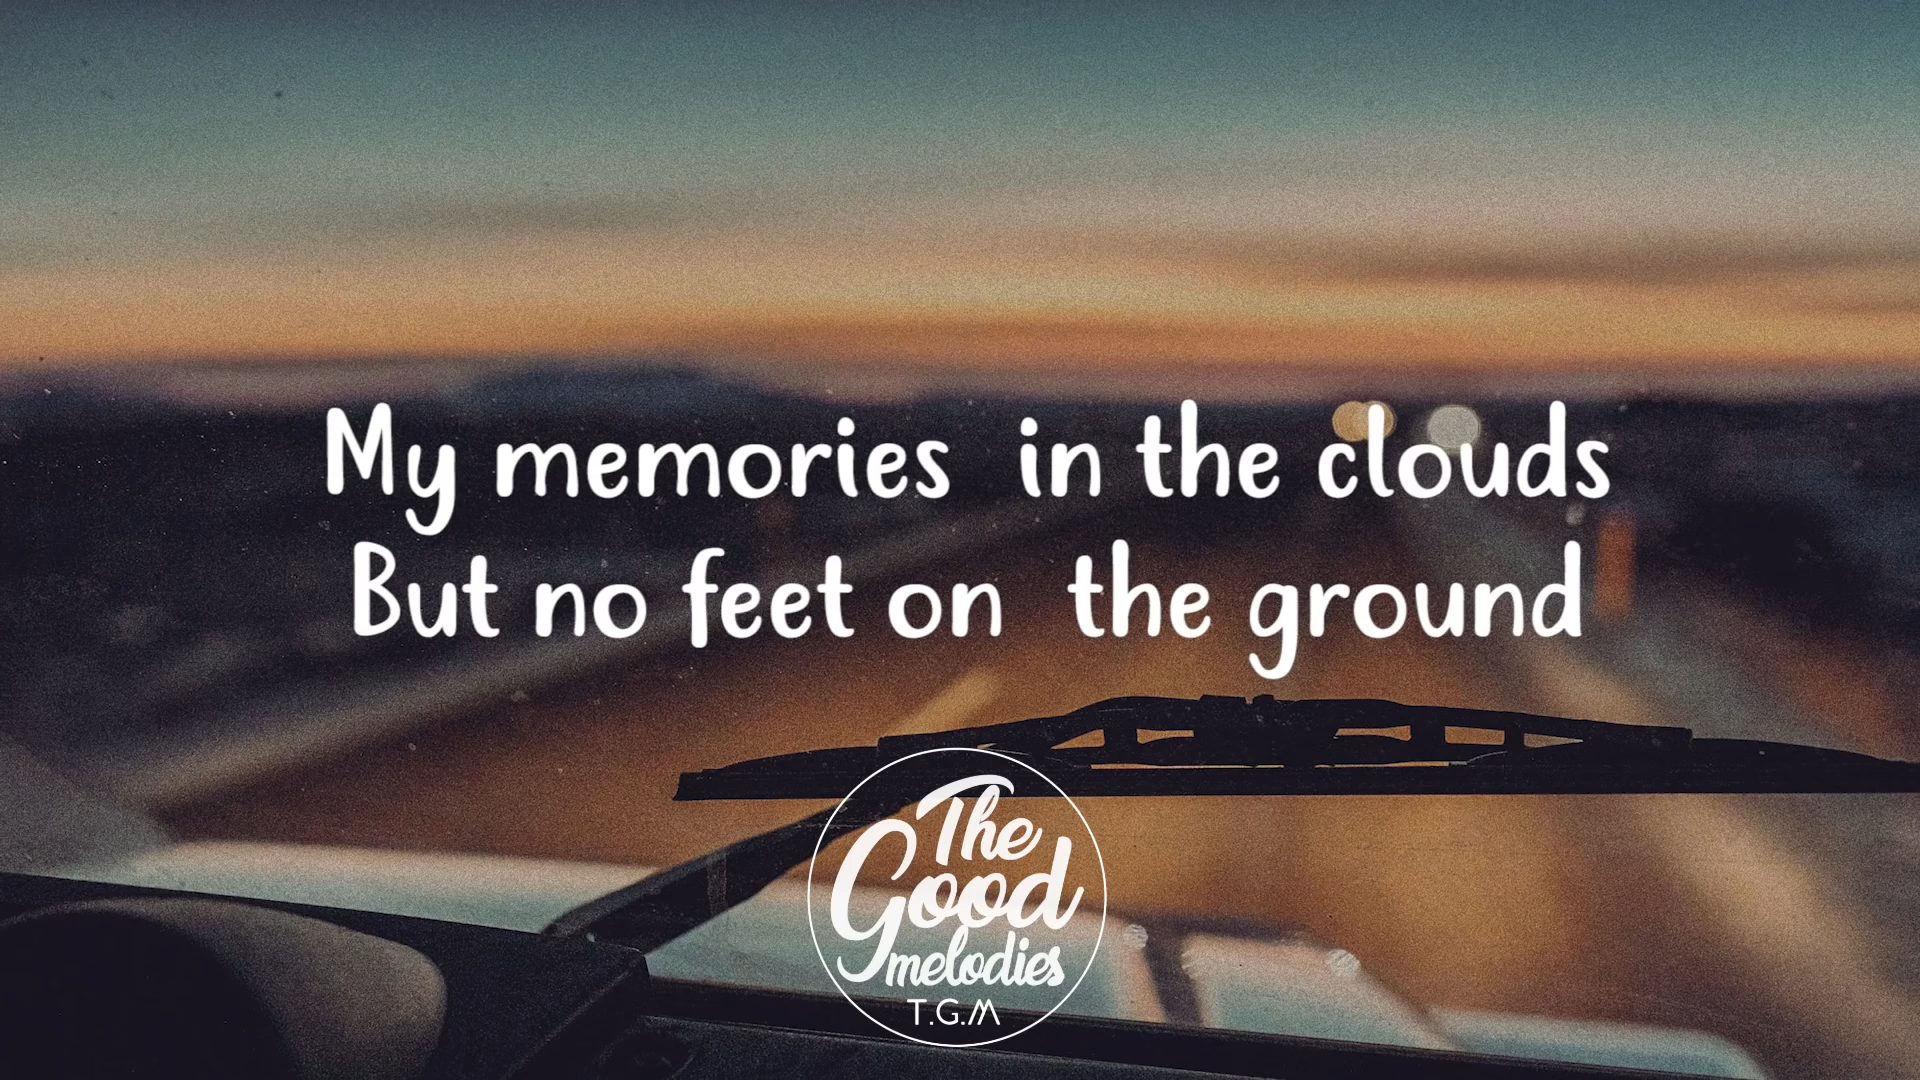 My memories  in the clouds
But no feet on  the ground
The
Good
melodies
T.G.M